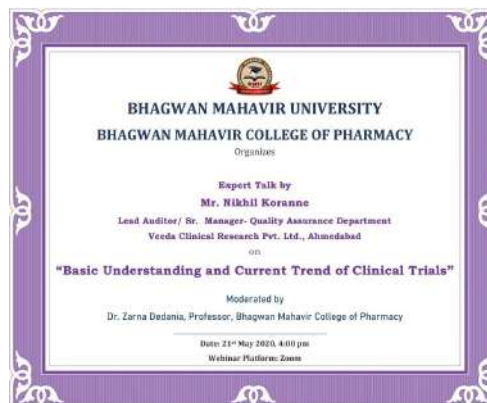 BHAGWAN MAHAVIR UNIVERSITY
BHAGWAN MAHAVIR COLLEGE OF PHARMACY
Organizes
Expert Talk by
Mr. Nikhil Koranne
Lead Auditor/ Sr. Manager- Quality Assurance Department
Veeda Clinical Research Pvt. Ltd., Ahmedabad
on
“Basic Understanding and Current Trend of Clinical Trials”
Moderated by
Dr. Zarna Dedania, Professor, Bhagwan Mahavir College of Pharmacy
Date: 21st May 2020, 4:00 pm
Webinar Platform: Zoom